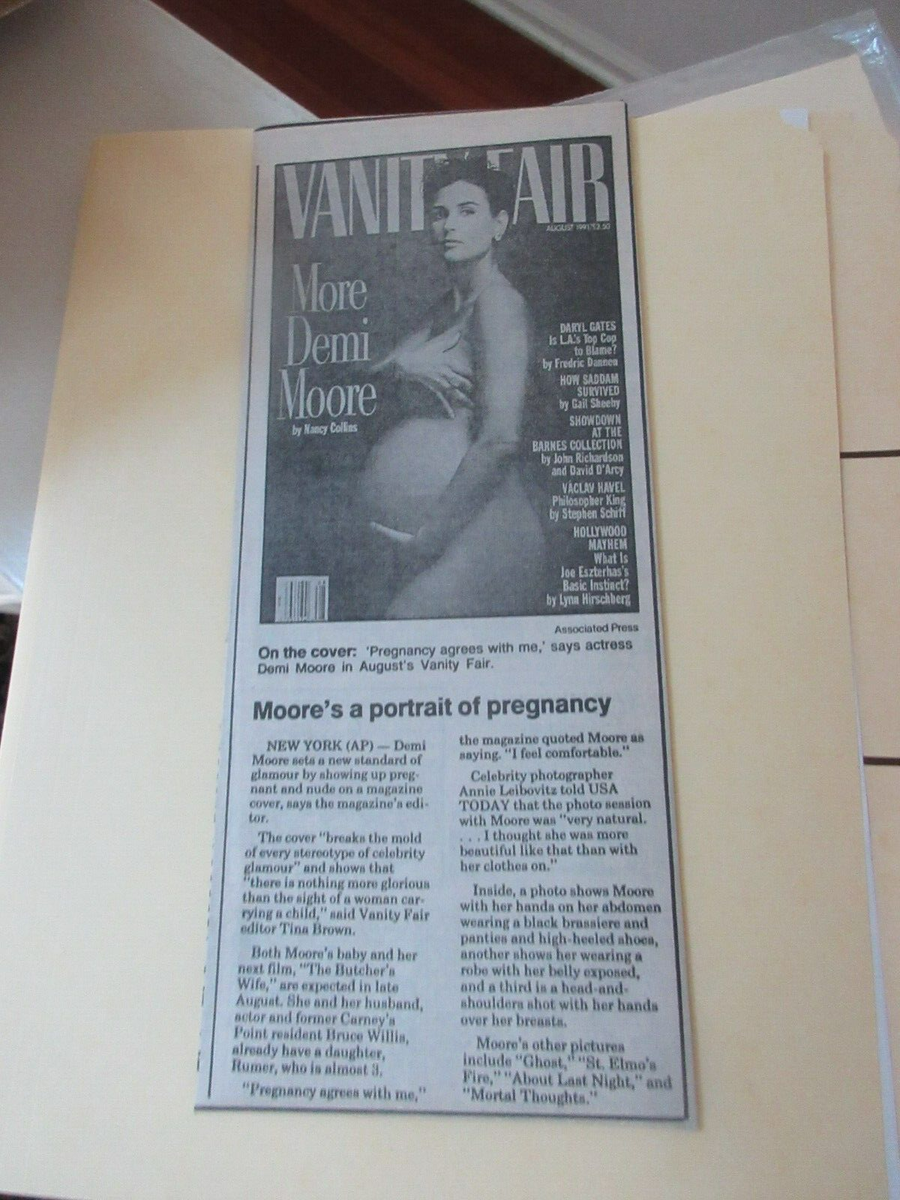 VANITY FAIR
AUGUST 1991/$3.50
More
Demi
Moore
by Nancy Collins
DARYL GATES
Is L.A.'s Top Cop
to Blame?
by Fredric Dannen
HOW SADDAM
SURVIVED
by Gail Sheehy
SHOWDOWN
AT THE
BARNES COLLECTION
by John Richardson
and David D'Arcy
VÁCLAV HAVEL
Philosopher King
by Stephen Schiff
HOLLYWOOD
MAYHEM
What Is
Joe Eszterhas's
Basic Instinct?
by Lynn Hirschberg
Associated Press
On the cover: 'Pregnancy agrees with me,' says actress
Demi Moore in August's Vanity Fair.
Moore's a portrait of pregnancy
NEW YORK (AP) — Demi
Moore sets a new standard of
glamour by showing up preg-
nant and nude on a magazine
cover, says the magazine's edi-
tor.
The cover "breaks the mold
of every stereotype of celebrity
glamour" and shows that
"there is nothing more glorious
than the sight of a woman car-
rying a child," said Vanity Fair
editor Tina Brown.
Both Moore's baby and her
next film, "The Butcher's
Wife," are expected in late
August. She and her husband,
actor and former Carney's
Point resident Bruce Willis,
already have a daughter,
Rumer, who is almost 3.
"Pregnancy agrees with me,"
the magazine quoted Moore as
saying. "I feel comfortable."
Celebrity photographer
Annie Leibovitz told USA
TODAY that the photo session
with Moore was "very natural.
. . . I thought she was more
beautiful like that than with
her clothes on."
Inside, a photo shows Moore
with her hands on her abdomen
wearing a black brassiere and
panties and high-heeled shoes,
another shows her wearing a
robe with her belly exposed,
and a third is a head-and-
shoulders shot with her hands
over her breasts.
Moore's other pictures
include "Ghost," "St. Elmo's
Fire," "About Last Night," and
"Mortal Thoughts."